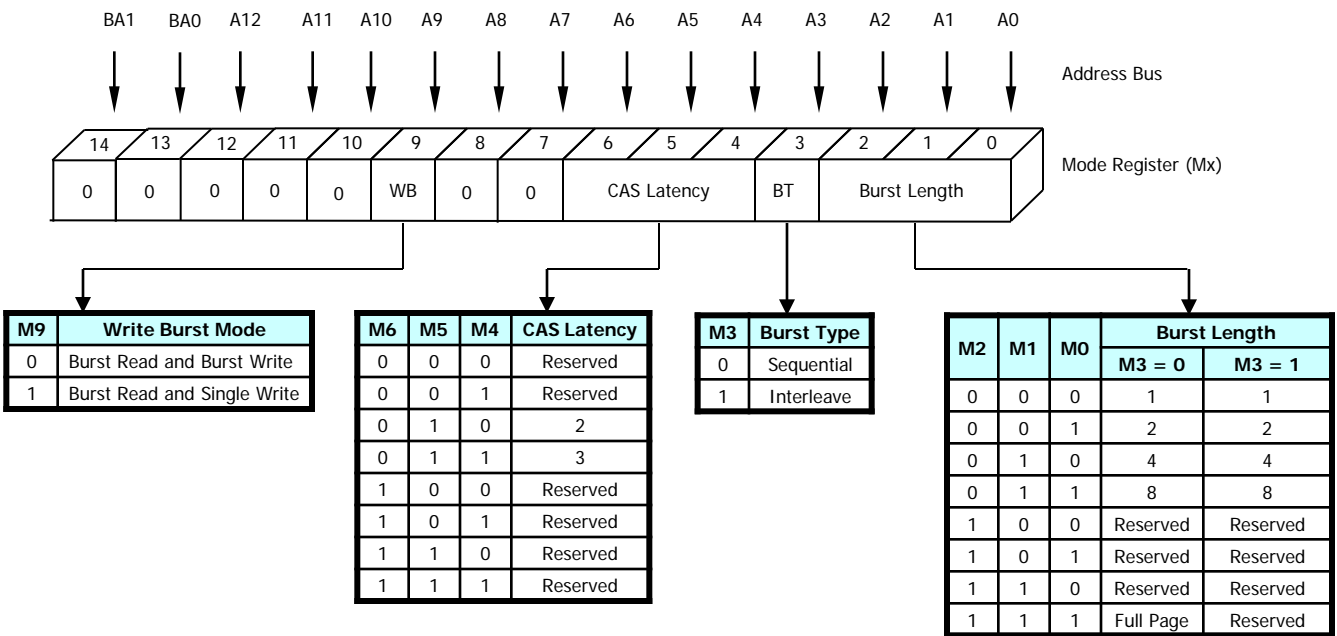 BA1 BA0 A12 A11 A10 A9 A8 A7 A6 A5 A4 A3 A2 A1 A0
Address Bus
14 13 12 11 10 9 8 7 6 5 4 3 2 1 0
Mode Register (Mx)
0 0 0 0 0 WB 0 0 CAS Latency BT Burst Length
M9 Write Burst Mode
0 Burst Read and Burst Write
1 Burst Read and Single Write
M6 M5 M4 CAS Latency
0 0 0 Reserved
0 0 1 Reserved
0 1 0 2
0 1 1 3
1 0 0 Reserved
1 0 1 Reserved
1 1 0 Reserved
1 1 1 Reserved
M3 Burst Type
0 Sequential
1 Interleave
M2 M1 M0 Burst Length
M3 = 0 M3 = 1
0 0 0 1 1
0 0 1 2 2
0 1 0 4 4
0 1 1 8 8
1 0 0 Reserved Reserved
1 0 1 Reserved Reserved
1 1 0 Reserved Reserved
1 1 1 Full Page Reserved